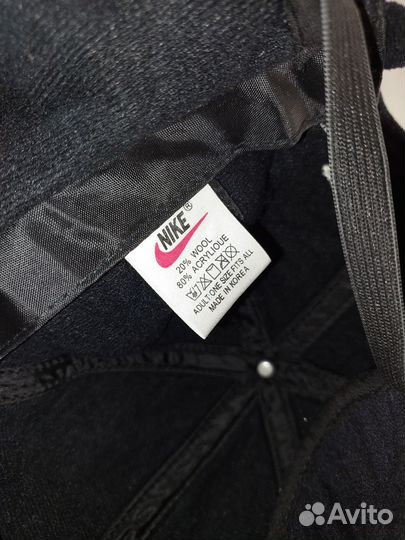 NIKE®
20% WOOL
80% ACRYLIQUE
ADULT:ONE SIZE FITS ALL
MADE IN KOREA
Avito